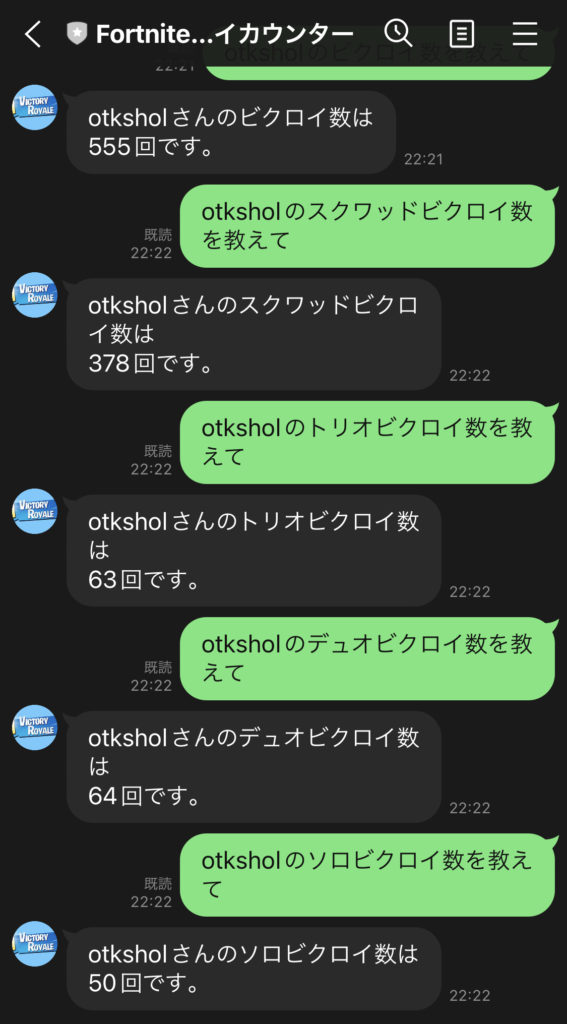 Fortnite...イカウンター
otksholのビクロイ数を教えて
22:21
otksholさんのビクロイ数は
555回です。
22:21
otksholのスクワッドビクロイ数
を教えて
既読
22:22
otksholさんのスクワッドビクロ
イ数は
378回です。
22:22
otksholのトリオビクロイ数を教
えて
既読
22:22
otksholさんのトリオビクロイ数
は
63回です。
22:22
otksholのデュオビクロイ数を教
えて
既読
22:22
otksholさんのデュオビクロイ数
は
64回です。
22:22
otksholのソロビクロイ数を教え
て
既読
22:22
otksholさんのソロビクロイ数は
50回です。
22:22
VICTORY
ROYALE
VICTORY
ROYALE
VICTORY
ROYALE
VICTORY
ROYALE
VICTORY
ROYALE